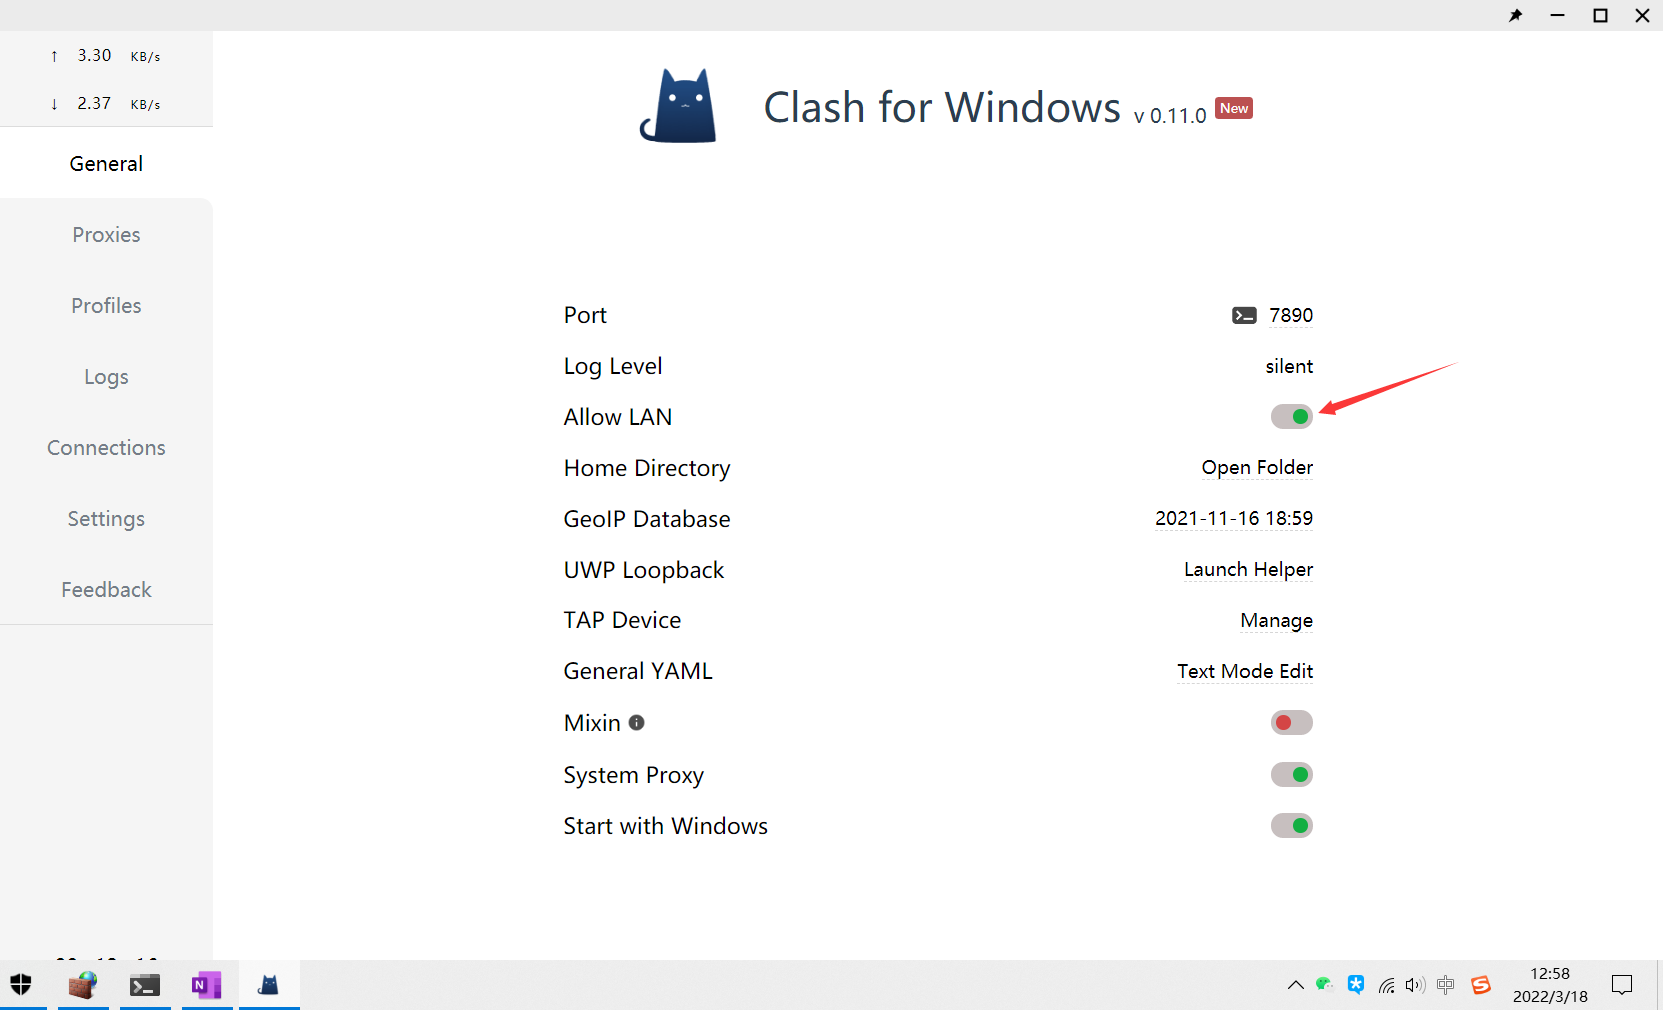 ↑ 3.30 KB/s
↓ 2.37 KB/s
General
Proxies
Profiles
Logs
Connections
Settings
Feedback
Clash for Windows v 0.11.0 New
Port 7890
Log Level silent
Allow LAN
Home Directory Open Folder
GeoIP Database 2021-11-16 18:59
UWP Loopback Launch Helper
TAP Device Manage
General YAML Text Mode Edit
Mixin
System Proxy
Start with Windows
N
中
S
12:58
2022/3/18